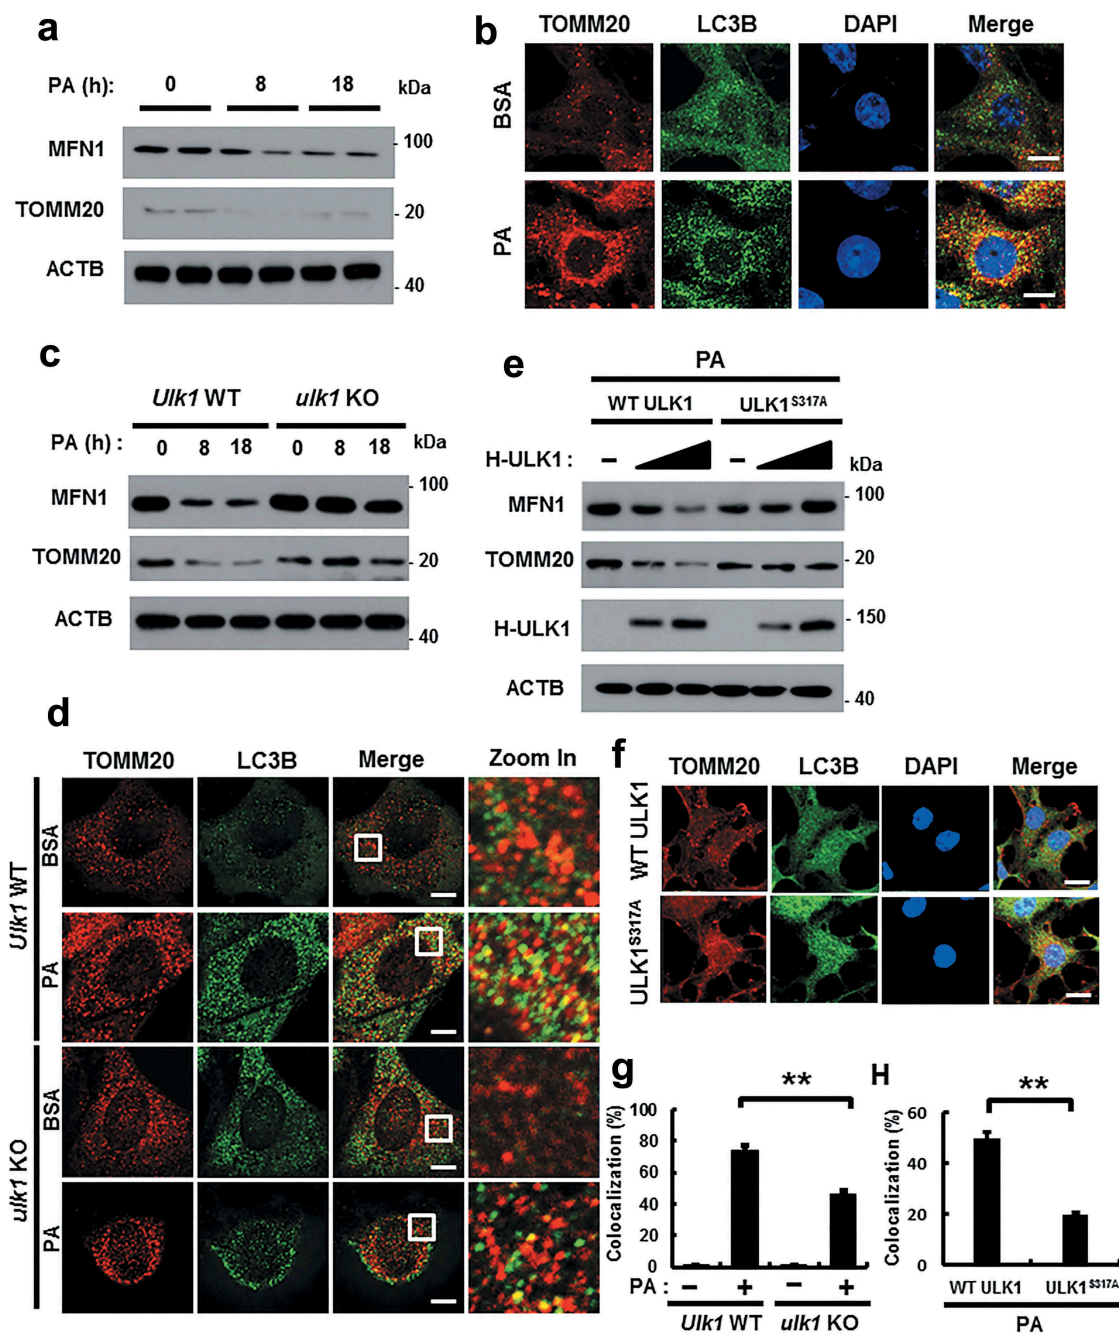 a
PA (h): 0 8 18 kDa
MFN1 - 100
TOMM20 - 20
ACTB - 40
b
TOMM20 LC3B DAPI Merge
BSA
PA
c
Ulk1 WT ulk1 KO
PA (h) : 0 8 18 0 8 18 kDa
MFN1 - 100
TOMM20 - 20
ACTB - 40
e
PA
WT ULK1 ULK1S317A
H-ULK1 : – – kDa
MFN1 - 100
TOMM20 - 20
H-ULK1 - 150
ACTB - 40
d
TOMM20 LC3B Merge Zoom In
Ulk1 WT
BSA
PA
ulk1 KO
BSA
PA
f
TOMM20 LC3B DAPI Merge
WT ULK1
ULK1S317A
g
Colocalization (%)
100
80
60
40
20
0
**
PA : – + – +
Ulk1 WT ulk1 KO
H
Colocalization (%)
60
40
20
0
**
WT ULK1 ULK1S317A
PA